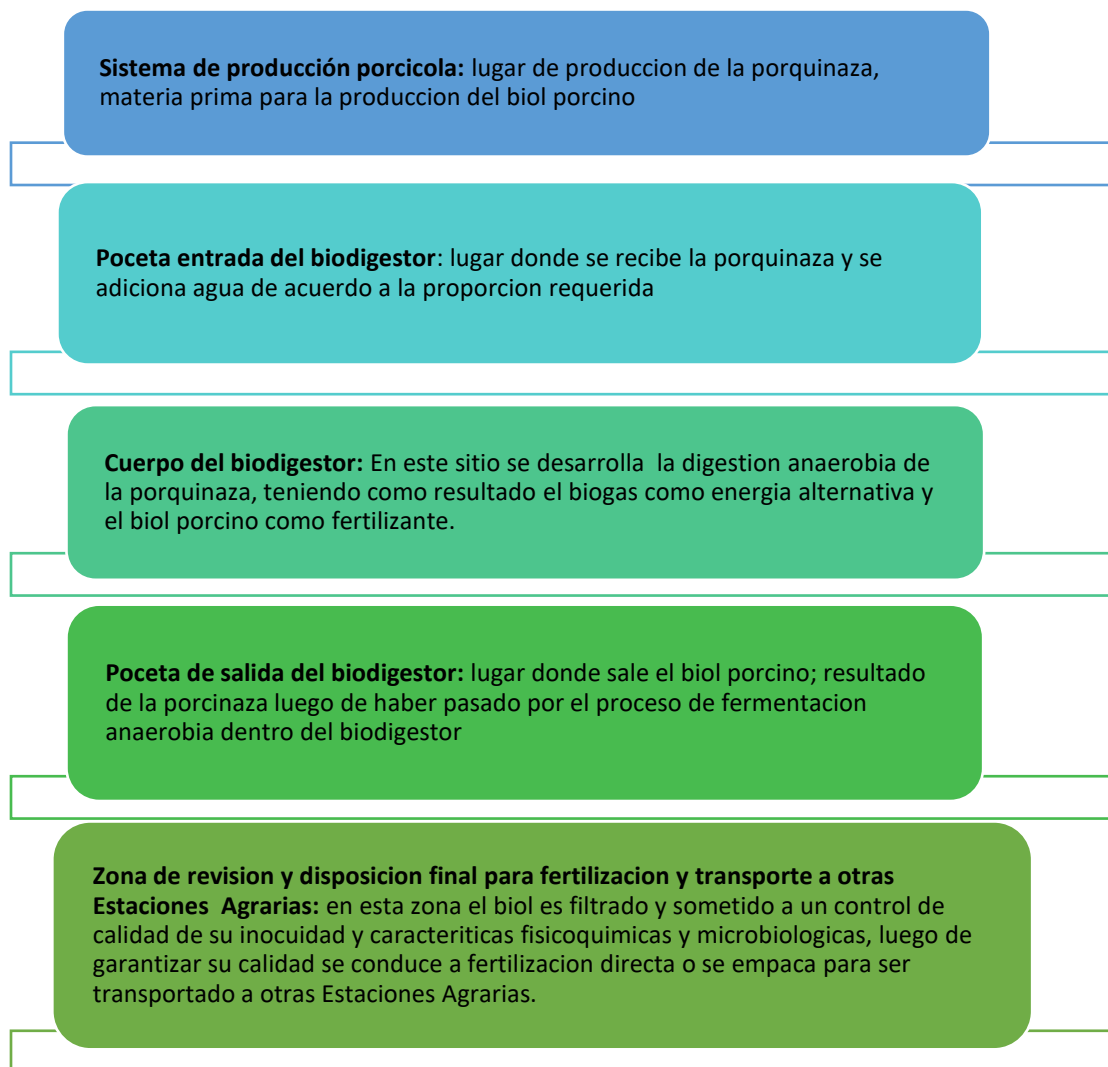 Sistema de producción porcicola: lugar de produccion de la porquinaza,
materia prima para la produccion del biol porcino
Poceta entrada del biodigestor: lugar donde se recibe la porquinaza y se
adiciona agua de acuerdo a la proporcion requerida
Cuerpo del biodigestor: En este sitio se desarrolla la digestion anaerobia de
la porquinaza, teniendo como resultado el biogas como energia alternativa y
el biol porcino como fertilizante.
Poceta de salida del biodigestor: lugar donde sale el biol porcino; resultado
de la porcinaza luego de haber pasado por el proceso de fermentacion
anaerobia dentro del biodigestor
Zona de revision y disposicion final para fertilizacion y transporte a otras
Estaciones Agrarias: en esta zona el biol es filtrado y sometido a un control de
calidad de su inocuidad y caracteriticas fisicoquimicas y microbiologicas, luego de
garantizar su calidad se conduce a fertilizacion directa o se empaca para ser
transportado a otras Estaciones Agrarias.